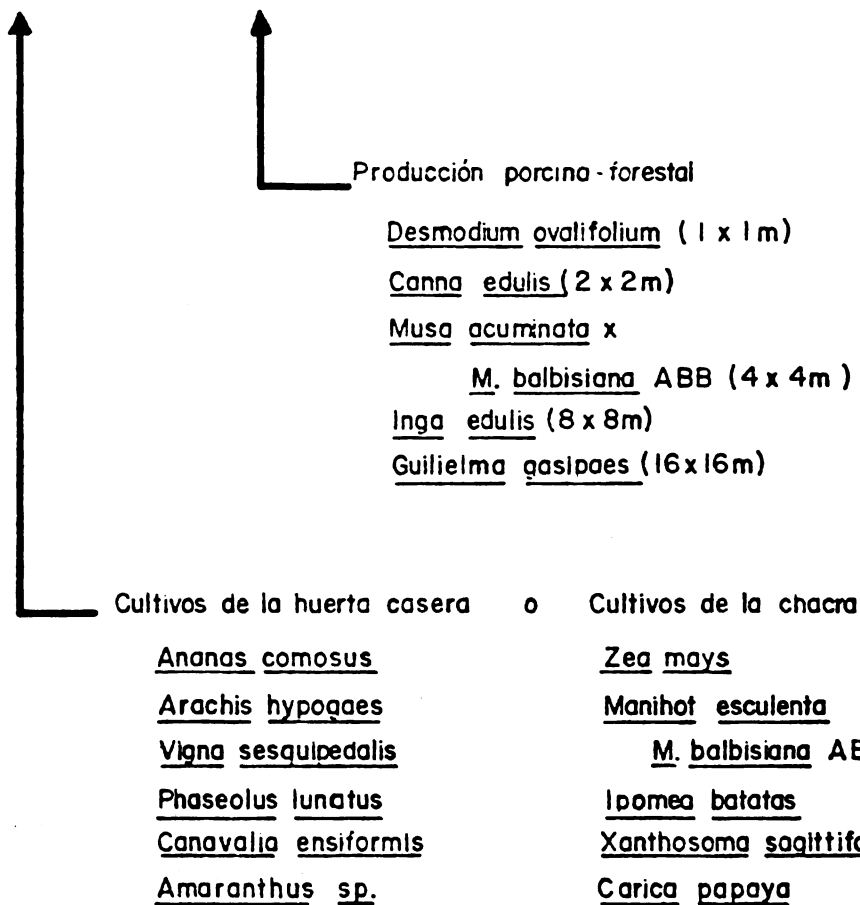 Producción porcina-forestal
Desmodium ovalifolium (1 x 1m)
Canna edulis (2 x 2m)
Musa acuminata x
M. balbisiana ABB (4 x 4m)
Inga edulis (8 x 8m)
Guilielma gasipaes (16x16m)
Cultivos de la huerta casera o Cultivos de la chacra
Ananas comosus
Arachis hypogaes
Vigna sesquipedalis
Phaseolus lunatus
Canavalia ensiformis
Amaranthus sp.
Zea mays
Manihot esculenta
M. balbisiana
Ipomea batatas
Xanthosoma
Carica papaya